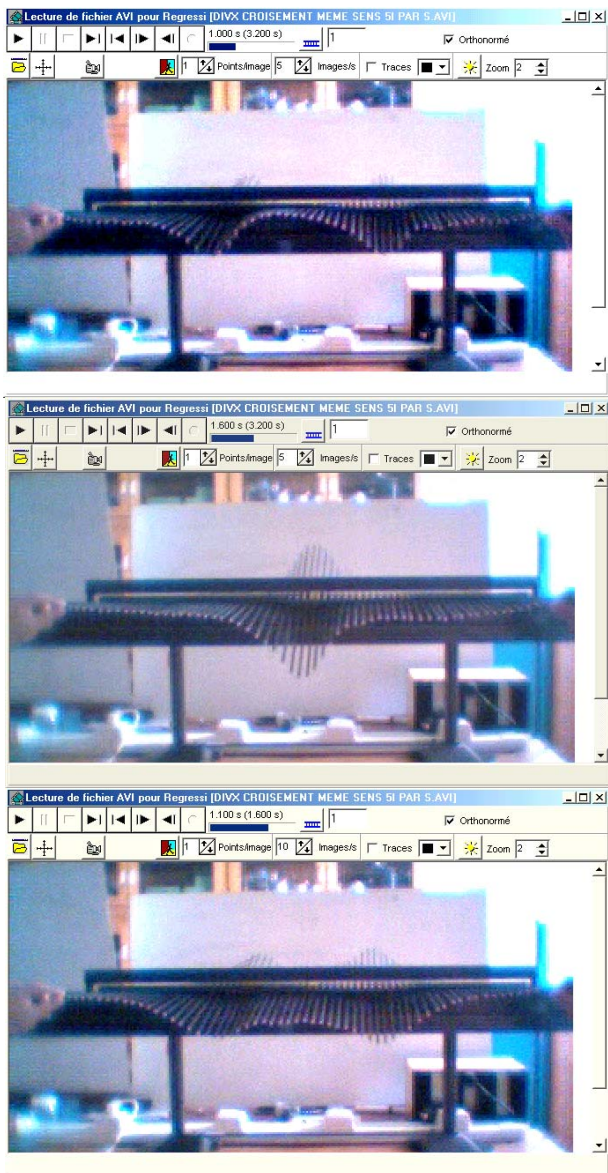 Lecture de fichier AVI pour Regressi [DIVX CROISEMENT MEME SENS 5I PAR S.AVI]
1.000 s (3.200 s) 1 Orthonormé
1 Points/image 5 Images/s Traces Zoom 2
Lecture de fichier AVI pour Regressi [DIVX CROISEMENT MEME SENS 5I PAR S.AVI]
1.600 s (3.200 s) 1 Orthonormé
1 Points/image 5 Images/s Traces Zoom 2
Lecture de fichier AVI pour Regressi [DIVX CROISEMENT MEME SENS 5I PAR S.AVI]
1.100 s (1.600 s) 1 Orthonormé
1 Points/image 10 Images/s Traces Zoom 2